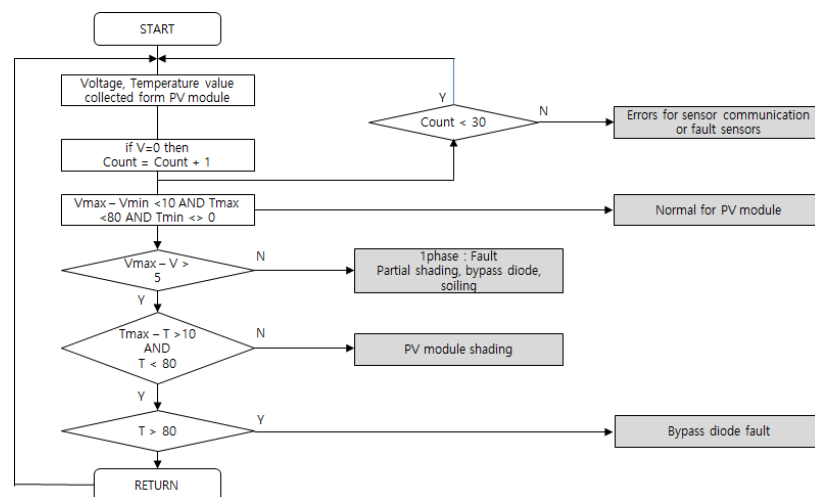 START
Voltage, Temperature value
collected form PV module
Y
Count < 30
N
Errors for sensor communication
or fault sensors
if V=0 then
Count = Count + 1
Vmax – Vmin <10 AND Tmax
<80 AND Tmin <> 0
Normal for PV module
Vmax – V >
5
N
1phase : Fault
Partial shading, bypass diode,
soiling
Y
Tmax – T >10
AND
T < 80
N
PV module shading
Y
T > 80
Y
Bypass diode fault
RETURN